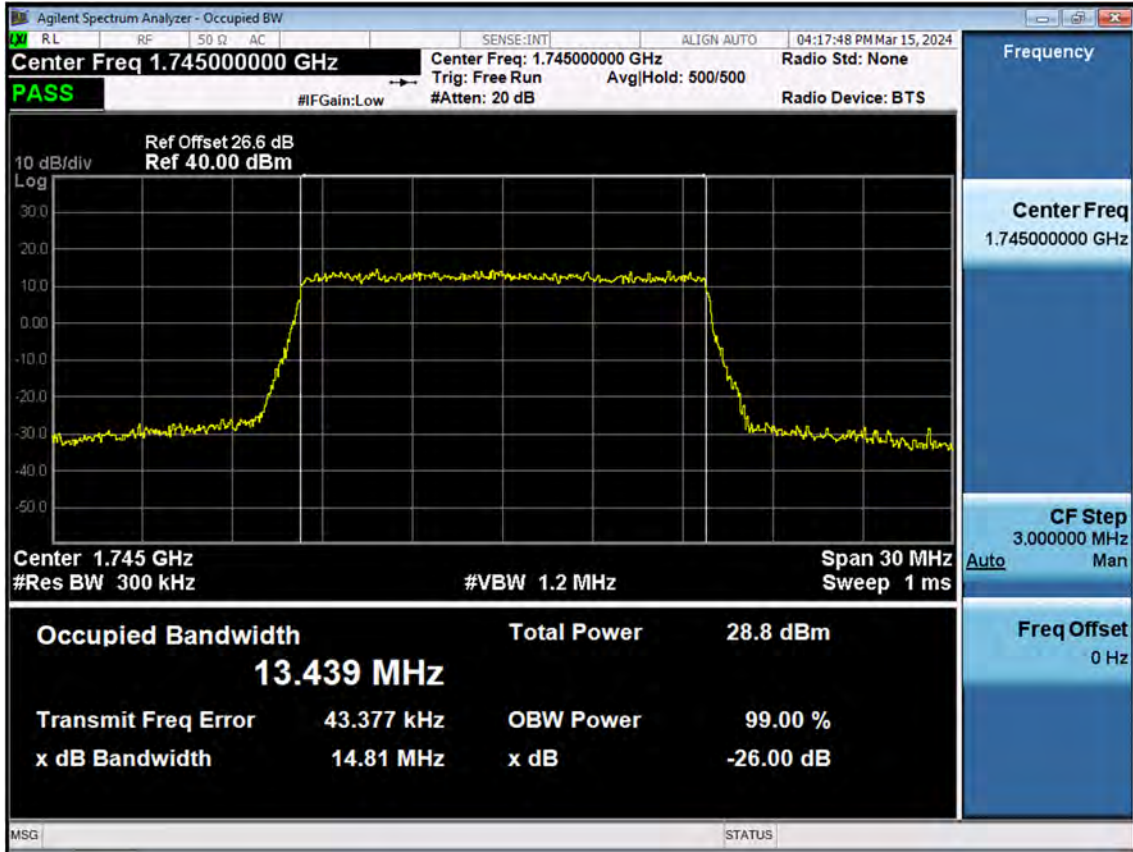 Agilent Spectrum Analyzer - Occupied BW
LXI RL RF 50 Ω AC SENSE:INT ALIGN AUTO 04:17:48 PM Mar 15, 2024
Center Freq 1.745000000 GHz Center Freq: 1.745000000 GHz Radio Std: None
Trig: Free Run Avg|Hold: 500/500
PASS #IFGain:Low #Atten: 20 dB Radio Device: BTS
Ref Offset 26.6 dB
10 dB/div Ref 40.00 dBm
Log
30.0
20.0
10.0
0.00
-10.0
-20.0
-30.0
-40.0
-50.0
Center 1.745 GHz Span 30 MHz
#Res BW 300 kHz #VBW 1.2 MHz Sweep 1 ms
Occupied Bandwidth Total Power 28.8 dBm
13.439 MHz
Transmit Freq Error 43.377 kHz OBW Power 99.00 %
x dB Bandwidth 14.81 MHz x dB -26.00 dB
MSG STATUS
Frequency
Center Freq
1.745000000 GHz
CF Step
3.000000 MHz
Auto Man
Freq Offset
0 Hz